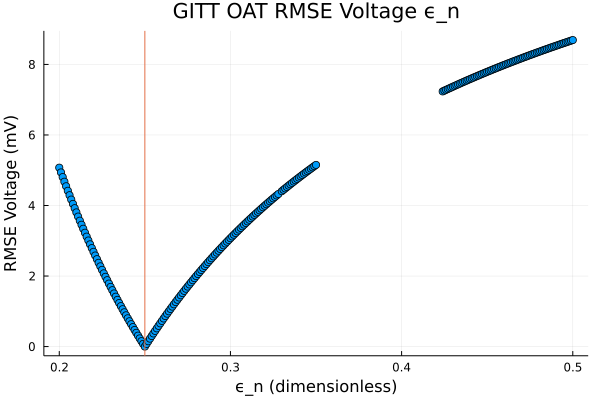 GITT OAT RMSE Voltage ϵ_n
RMSE Voltage (mV)
8
6
4
2
0
0.2 0.3 0.4 0.5
ϵ_n (dimensionless)